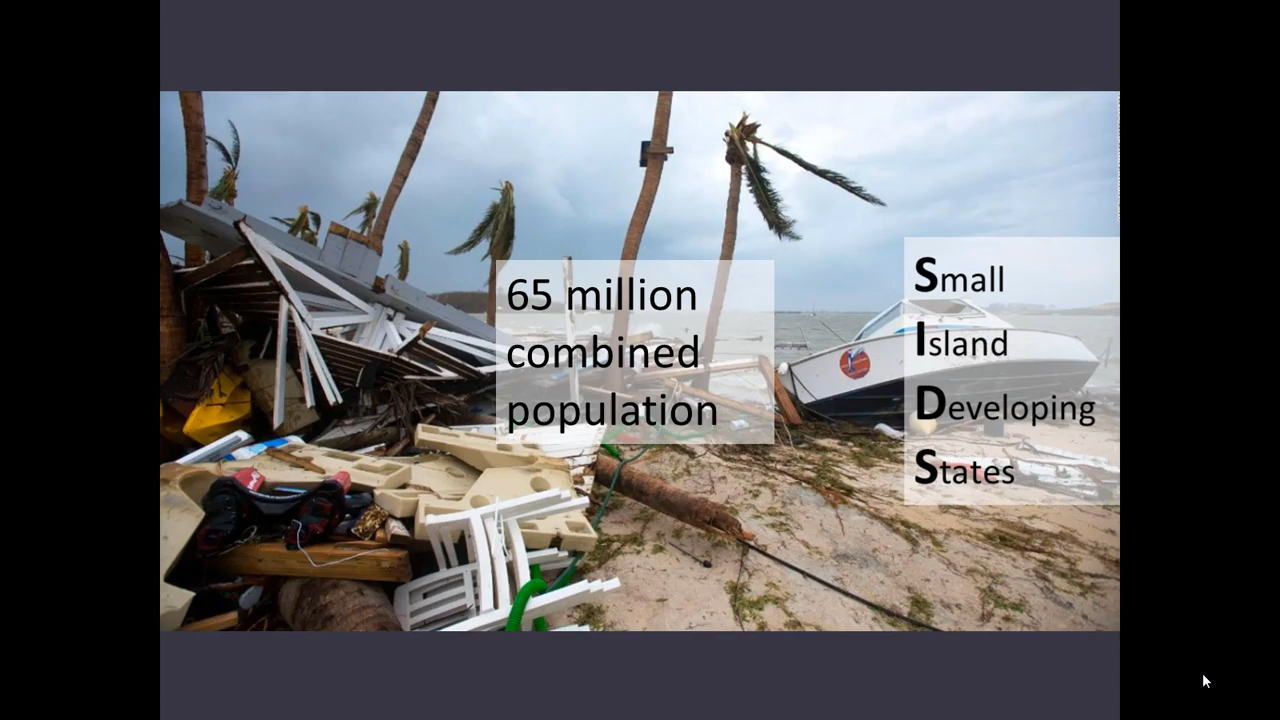 65 million
combined
population
Small
Island
Developing
States